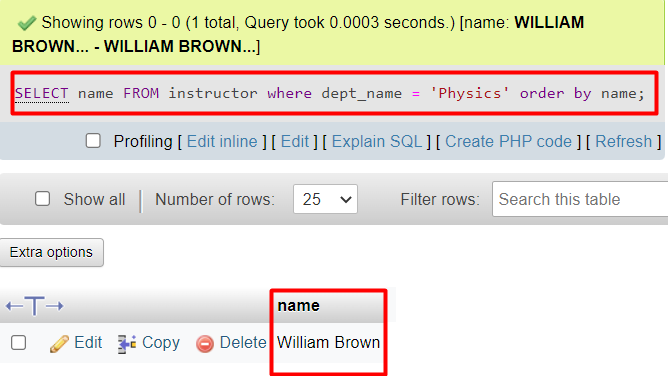 Showing rows 0 - 0 (1 total, Query took 0.0003 seconds.) [name: WILLIAM
BROWN... - WILLIAM BROWN...]
SELECT name FROM instructor where dept_name = 'Physics' order by name;
Profiling [ Edit inline ] [ Edit ] [ Explain SQL ] [ Create PHP code ] [ Refresh ]
Show all | Number of rows: 25 Filter rows: Search this table
Extra options
←T→ name
Edit Copy Delete William Brown